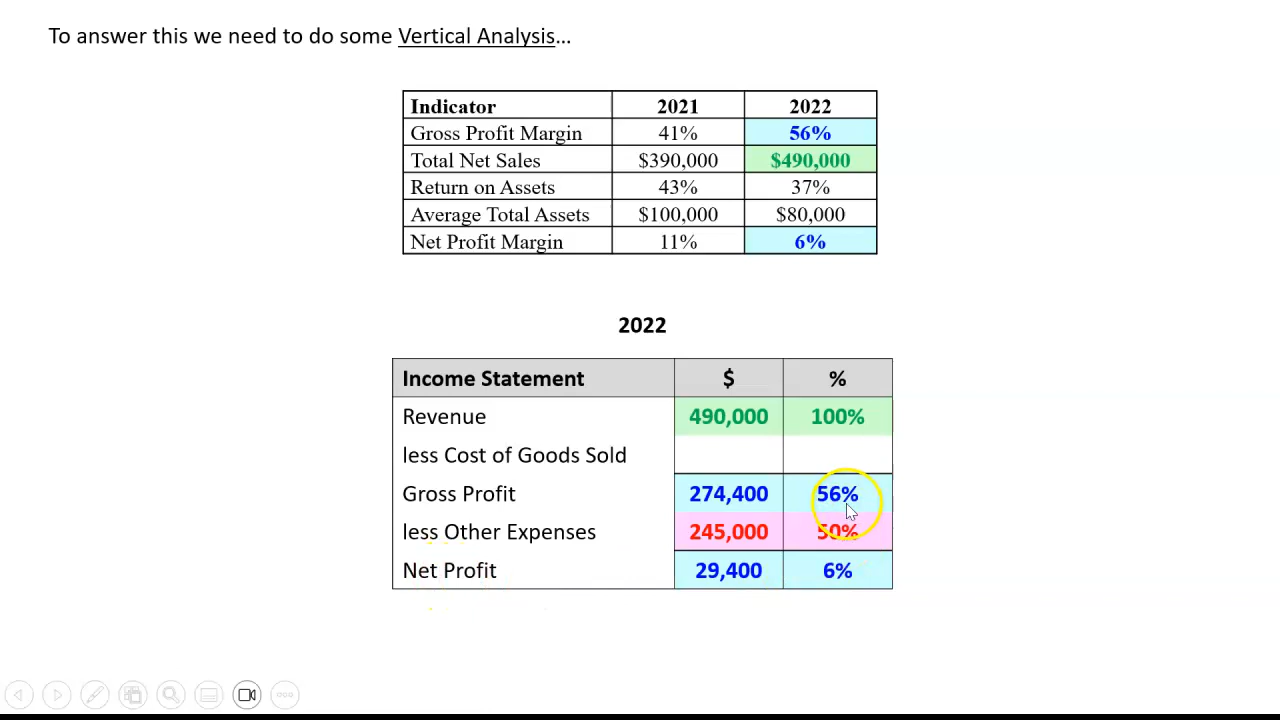 To answer this we need to do some Vertical Analysis...
Indicator 2021 2022
Gross Profit Margin 41% 56%
Total Net Sales $390,000 $490,000
Return on Assets 43% 37%
Average Total Assets $100,000 $80,000
Net Profit Margin 11% 6%
2022
Income Statement $ %
Revenue 490,000 100%
less Cost of Goods Sold
Gross Profit 274,400 56%
less Other Expenses 245,000 50%
Net Profit 29,400 6%